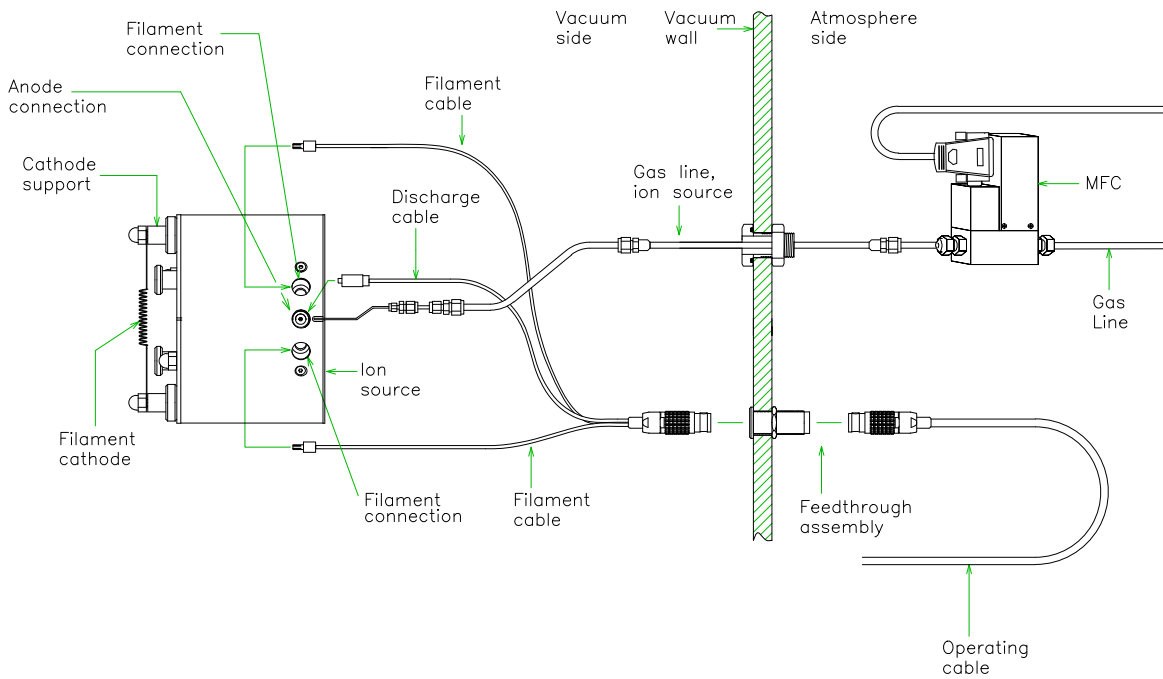 Filament
connection
Vacuum
side
Vacuum
wall
Atmosphere
side
Anode
connection
Filament
cable
Cathode
support
Discharge
cable
Gas line,
ion source
MFC
Gas
Line
Ion
source
Filament
cathode
Filament
connection
Filament
cable
Feedthrough
assembly
Operating
cable